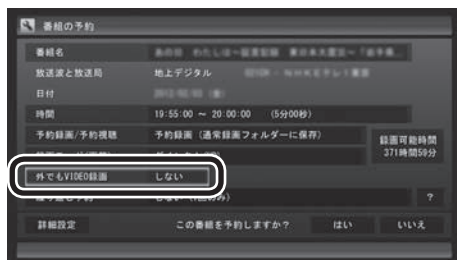 番組の予約
番組名
放送波と放送局 地上デジタル
日付
時間 19:55:00 ~ 20:00:00 (5分00秒)
予約録画/予約視聴 予約録画 (通常録画フォルダーに保存)
録画可能時間
371時間59分
外でもVIDEO録画 しない
?
詳細設定 この番組を予約しますか? はい いいえ